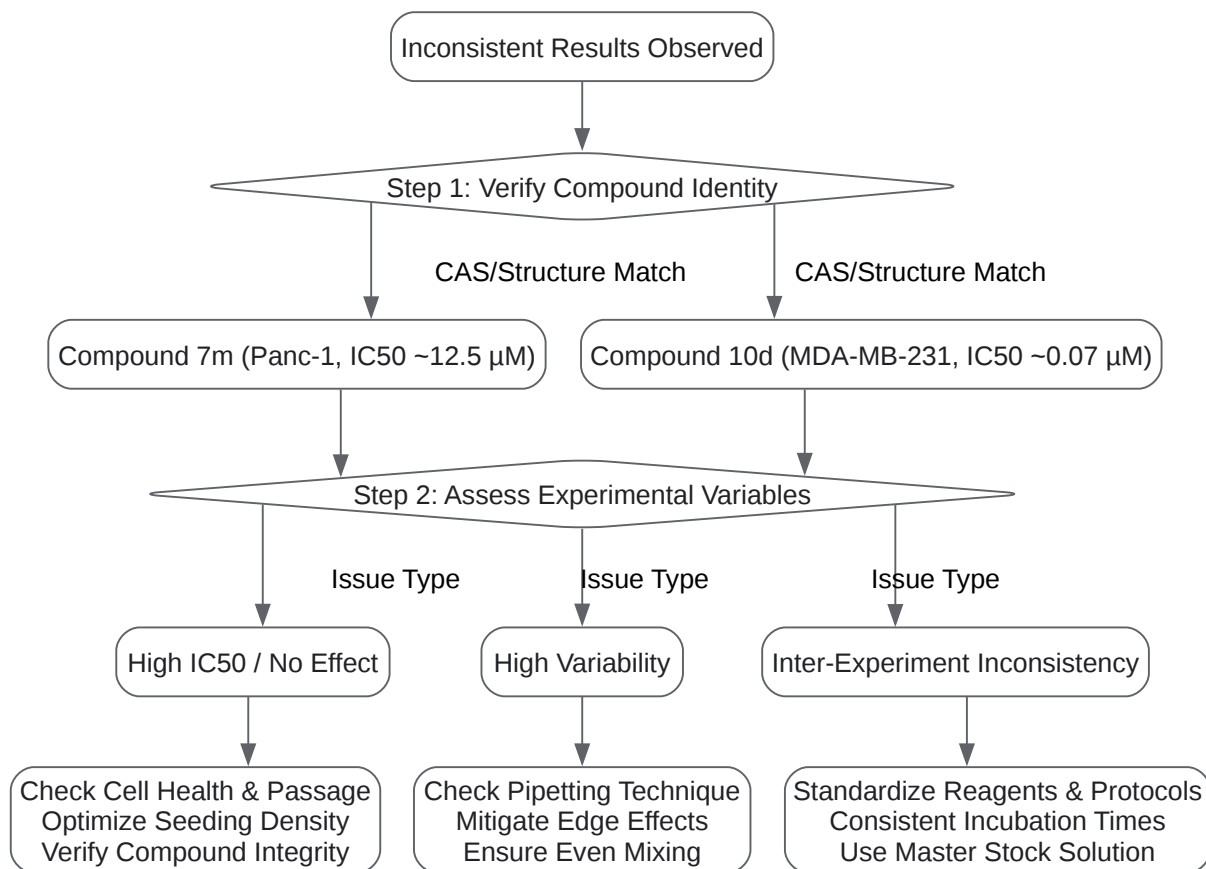 Inconsistent Results Observed
Step 1: Verify Compound Identity
CAS/Structure Match
CAS/Structure Match
Compound 7m (Panc-1, IC50 ~12.5 µM)
Compound 10d (MDA-MB-231, IC50 ~0.07 µM)
Step 2: Assess Experimental Variables
Issue Type
Issue Type
Issue Type
High IC50 / No Effect
High Variability
Inter-Experiment Inconsistency
Check Cell Health & Passage
Optimize Seeding Density
Verify Compound Integrity
Check Pipetting Technique
Mitigate Edge Effects
Ensure Even Mixing
Standardize Reagents & Protocols
Consistent Incubation Times
Use Master Stock Solution